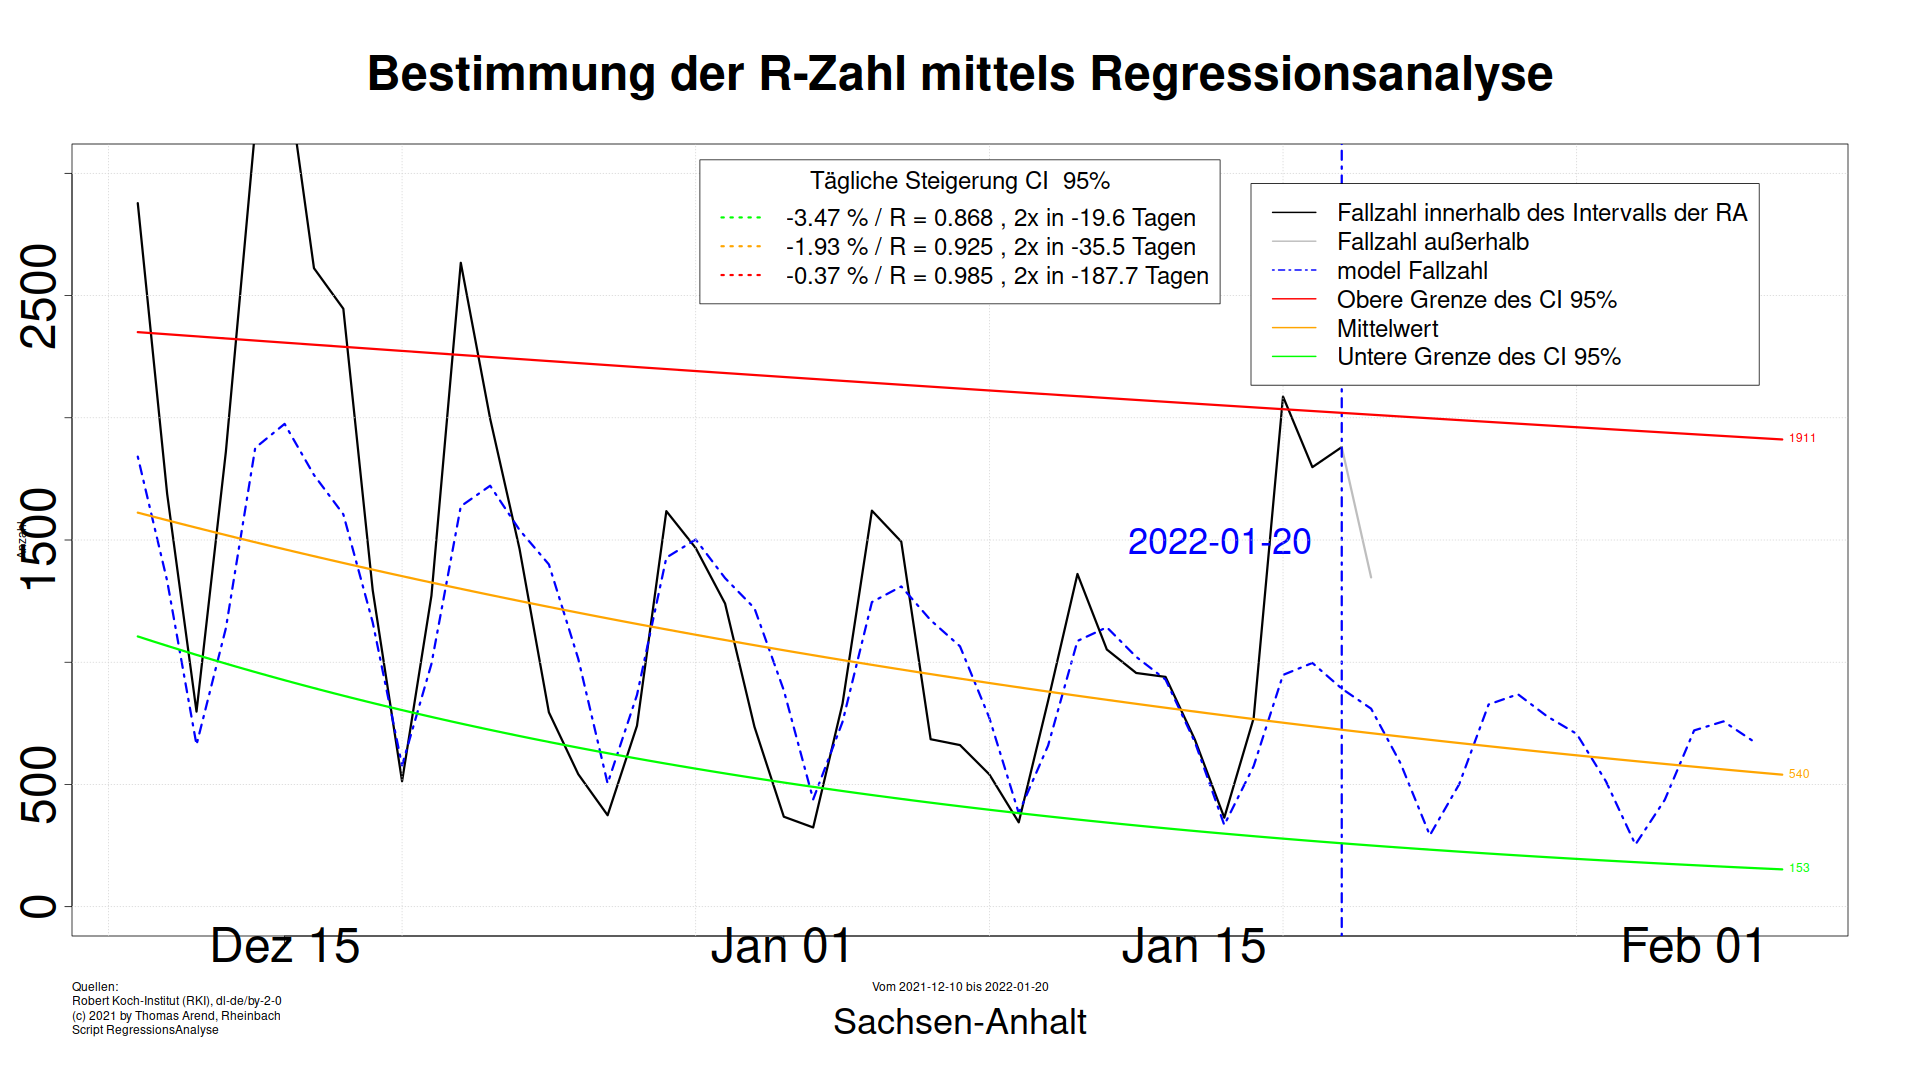 Bestimmung der R-Zahl mittels Regressionsanalyse
Tägliche Steigerung CI 95%
-3.47 % / R = 0.868 , 2x in -19.6 Tagen
-1.93 % / R = 0.925 , 2x in -35.5 Tagen
-0.37 % / R = 0.985 , 2x in -187.7 Tagen
Fallzahl innerhalb des Intervalls der RA
Fallzahl außerhalb
model Fallzahl
Obere Grenze des CI 95%
Mittelwert
Untere Grenze des CI 95%
2500
1500
500
0
Anzahl
2022-01-20
1911
540
153
Dez 15
Jan 01
Jan 15
Feb 01
Quellen:
Robert Koch-Institut (RKI), dl-de/by-2-0
(c) 2021 by Thomas Arend, Rheinbach
Script RegressionsAnalyse
Vom 2021-12-10 bis 2022-01-20
Sachsen-Anhalt